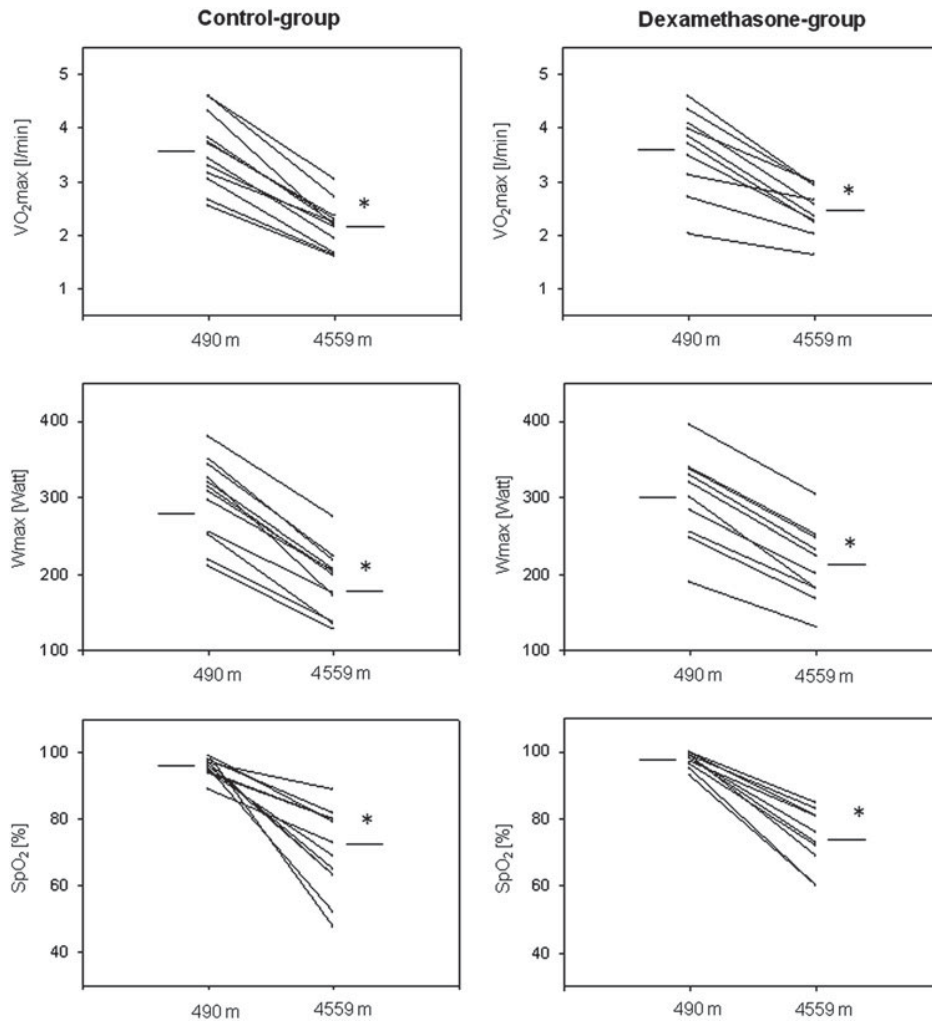 Control-group
Dexamethasone-group
VO₂max [l/min]
5
4
3
2
1
*
490 m
4559 m
VO₂max [l/min]
5
4
3
2
1
*
490 m
4559 m
Wmax [Watt]
400
300
200
100
*
490 m
4559 m
Wmax [Watt]
400
300
200
100
*
490 m
4559 m
SpO₂ [%]
100
80
60
40
*
490 m
4559 m
SpO₂ [%]
100
80
60
40
*
490 m
4559 m